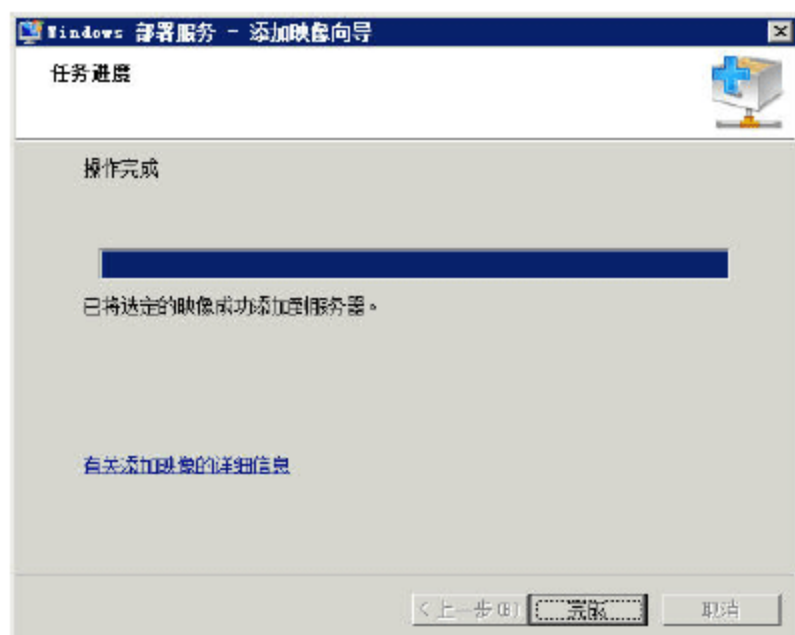 Windows 部署服务 - 添加映像向导
任务进度
操作完成
已将选定的映像成功添加到服务器。
有关添加映像的详细信息
< 上一步(B) 完成 取消